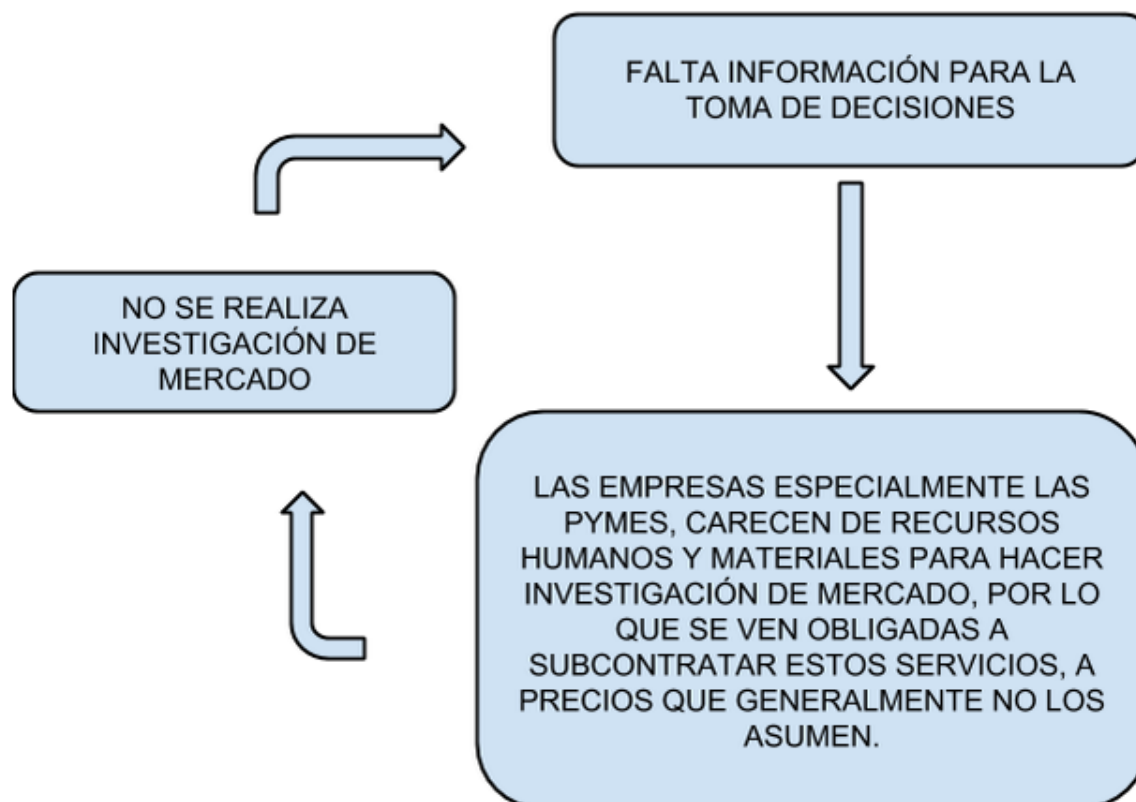 FALTA INFORMACIÓN PARA LA
TOMA DE DECISIONES
NO SE REALIZA
INVESTIGACIÓN DE
MERCADO
LAS EMPRESAS ESPECIALMENTE LAS
PYMES, CARECEN DE RECURSOS
HUMANOS Y MATERIALES PARA HACER
INVESTIGACIÓN DE MERCADO, POR LO
QUE SE VEN OBLIGADAS A
SUBCONTRATAR ESTOS SERVICIOS, A
PRECIOS QUE GENERALMENTE NO LOS
ASUMEN.